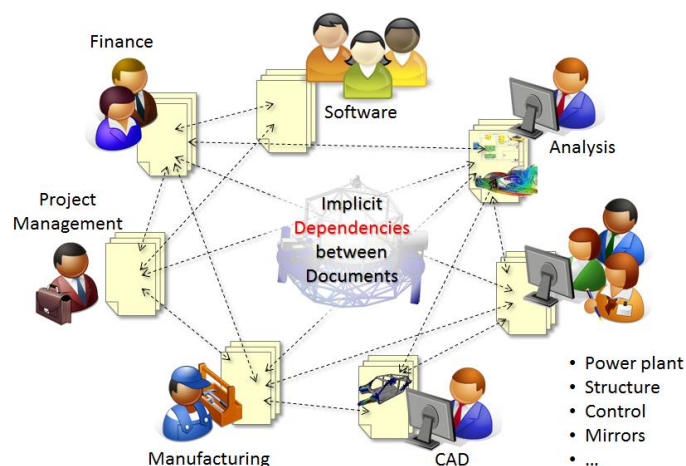 Finance
Software
Analysis
Project
Management
Implicit
Dependencies
between
Documents
• Power plant
• Structure
• Control
• Mirrors
• ...
Manufacturing
CAD